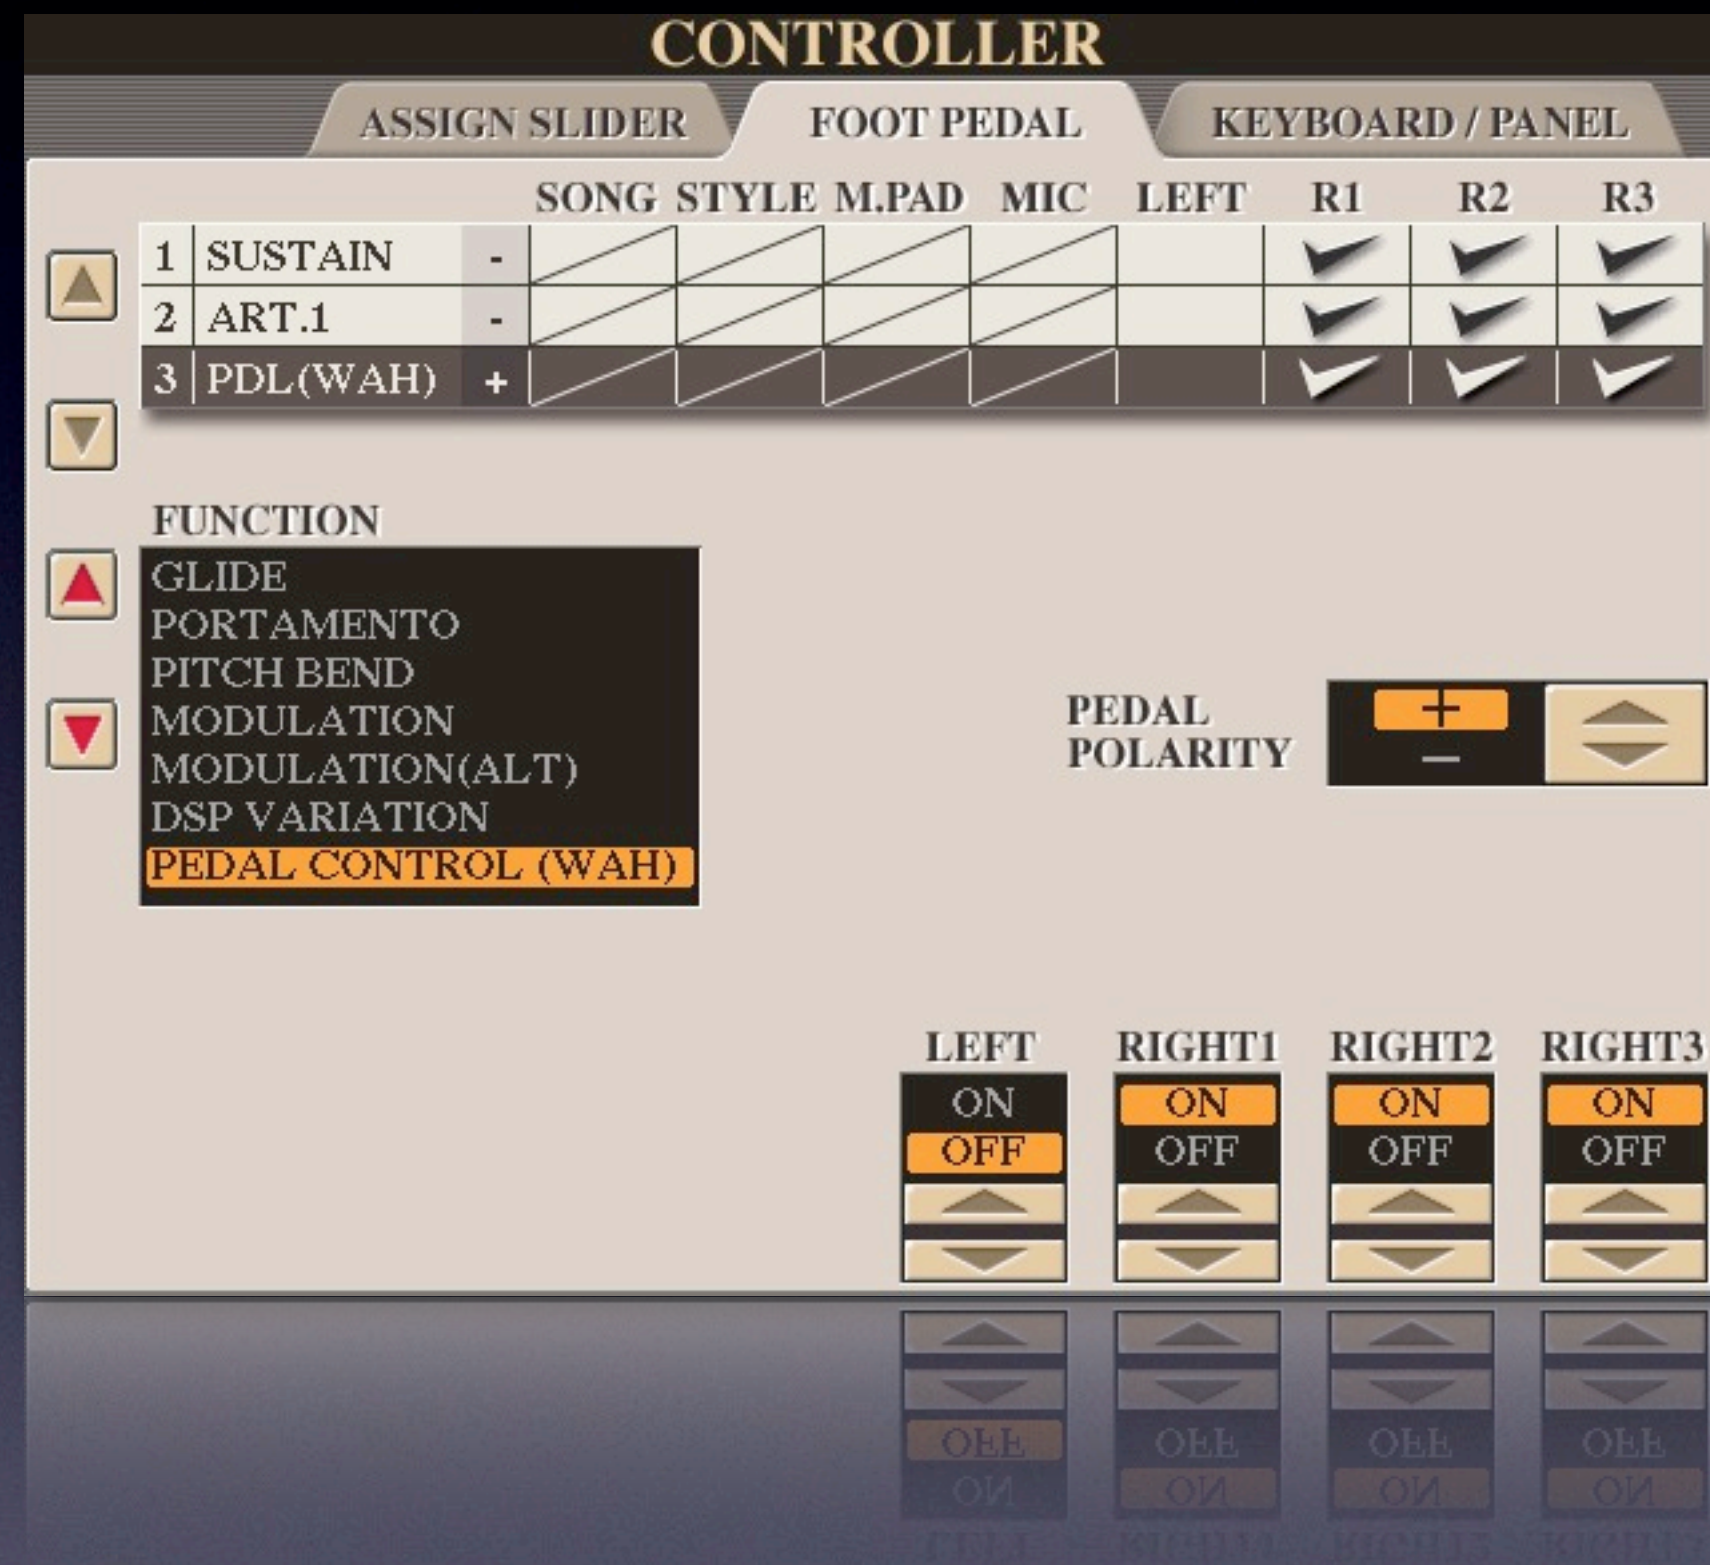 CONTROLLER
ASSIGN SLIDER FOOT PEDAL KEYBOARD / PANEL
SONG STYLE M.PAD MIC LEFT R1 R2 R3
1 SUSTAIN -
2 ART.1 -
3 PDL(WAH) +
FUNCTION
GLIDE
PORTAMENTO
PITCH BEND
MODULATION
MODULATION(ALT)
DSP VARIATION
PEDAL CONTROL (WAH)
PEDAL
POLARITY
+
–
LEFT RIGHT1 RIGHT2 RIGHT3
ON ON ON ON
OFF OFF OFF OFF